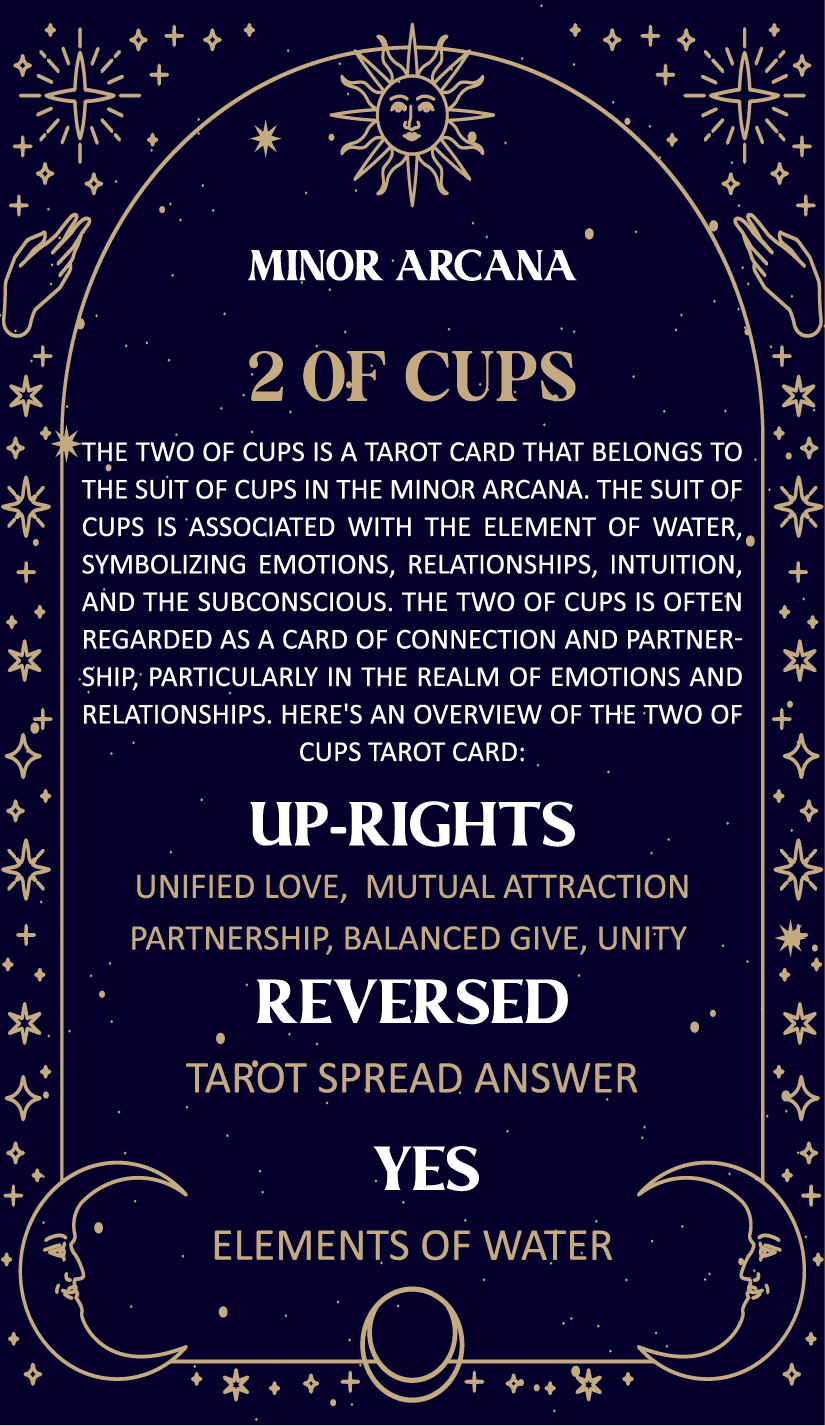 MINOR ARCANA
2 OF CUPS
THE TWO OF CUPS IS A TAROT CARD THAT BELONGS TO
THE SUIT OF CUPS IN THE MINOR ARCANA. THE SUIT OF
CUPS IS ASSOCIATED WITH THE ELEMENT OF WATER,
SYMBOLIZING EMOTIONS, RELATIONSHIPS, INTUITION,
AND THE SUBCONSCIOUS. THE TWO OF CUPS IS OFTEN
REGARDED AS A CARD OF CONNECTION AND PARTNER-
SHIP, PARTICULARLY IN THE REALM OF EMOTIONS AND
RELATIONSHIPS. HERE'S AN OVERVIEW OF THE TWO OF
CUPS TAROT CARD:
UP-RIGHTS
UNIFIED LOVE, MUTUAL ATTRACTION
PARTNERSHIP, BALANCED GIVE, UNITY
REVERSED
TAROT SPREAD ANSWER
YES
ELEMENTS OF WATER